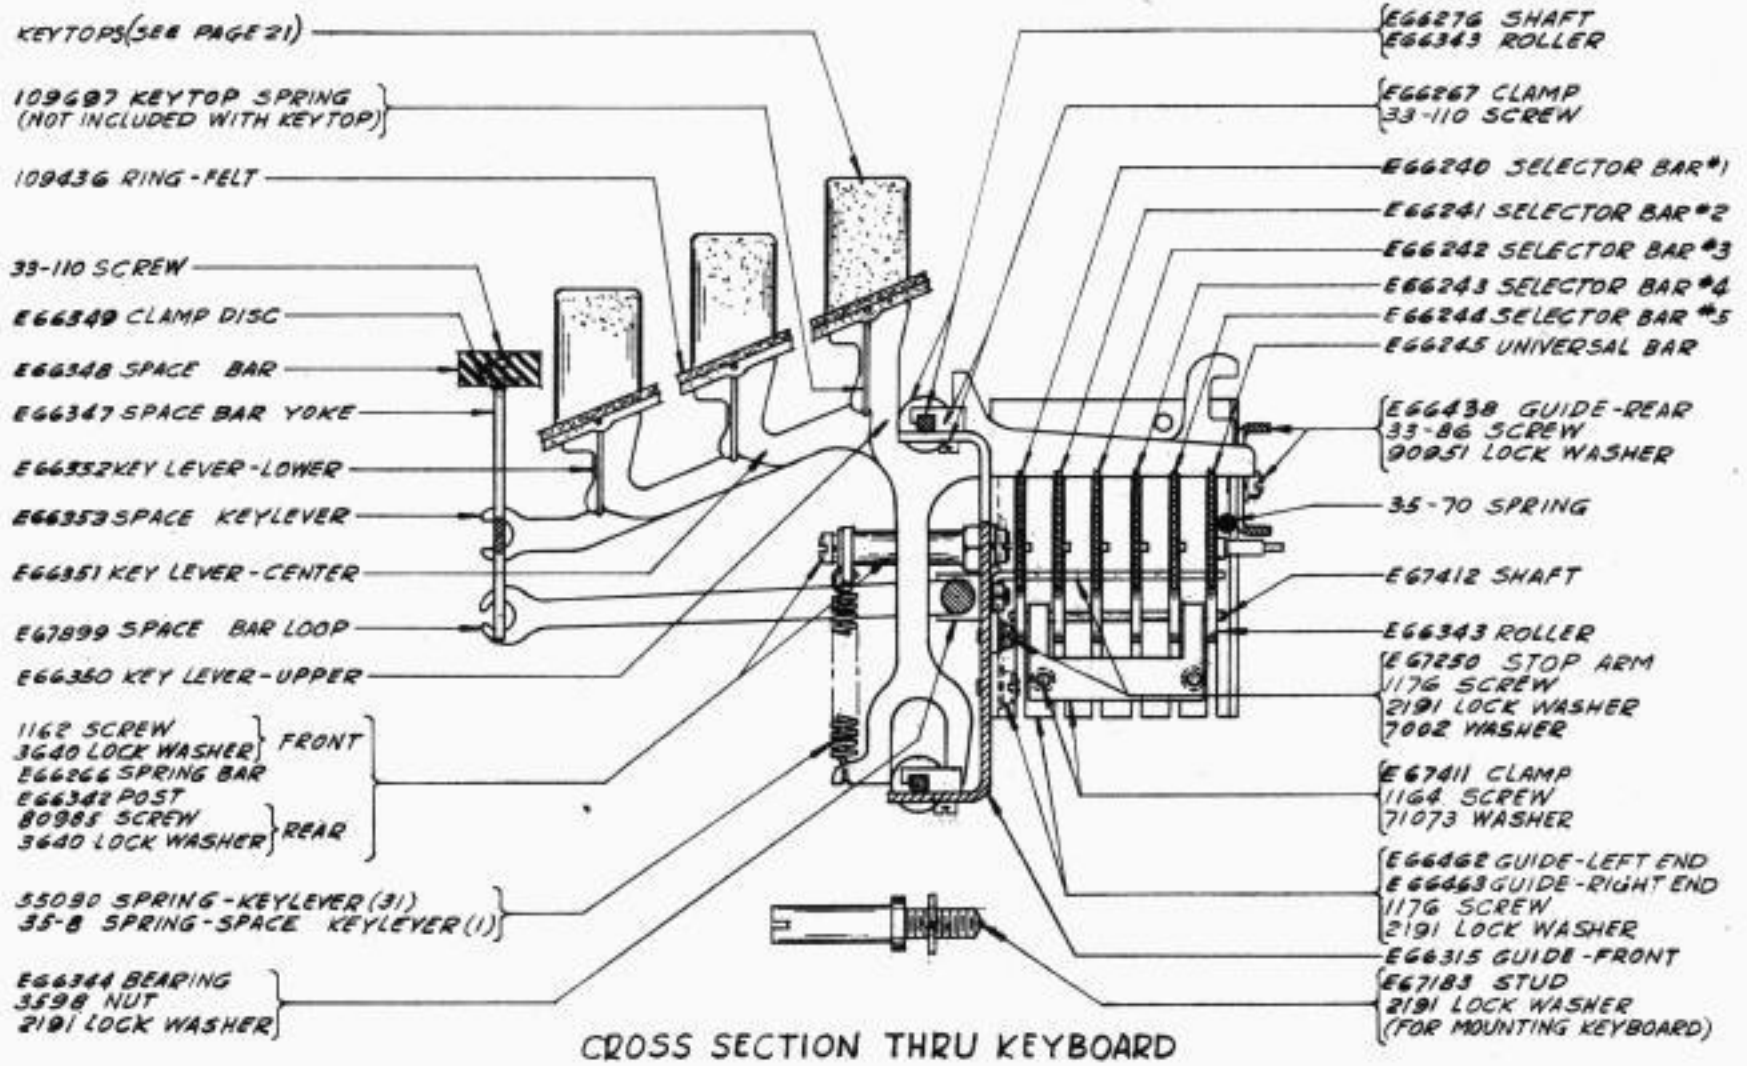 KEYTOPS (SEE PAGE 21)
109697 KEYTOP SPRING
(NOT INCLUDED WITH KEYTOP)
109436 RING-FELT
33-110 SCREW
E66349 CLAMP DISC
E66348 SPACE BAR
E66347 SPACE BAR YOKE
E66352 KEY LEVER-LOWER
E66353 SPACE KEYLEVER
E66351 KEY LEVER-CENTER
E67899 SPACE BAR LOOP
E66350 KEY LEVER-UPPER
1162 SCREW
3640 LOCK WASHER
FRONT
E66266 SPRING BAR
E66342 POST
80985 SCREW
3640 LOCK WASHER
REAR
55090 SPRING-KEYLEVER (31)
35-8 SPRING-SPACE KEYLEVER (1)
E66344 BEARING
3598 NUT
2191 LOCK WASHER
E66276 SHAFT
E66343 ROLLER
E66267 CLAMP
33-110 SCREW
E66240 SELECTOR BAR #1
E66241 SELECTOR BAR #2
E66242 SELECTOR BAR #3
E66243 SELECTOR BAR #4
E66244 SELECTOR BAR #5
E66245 UNIVERSAL BAR
E66438 GUIDE-REAR
33-86 SCREW
90951 LOCK WASHER
35-70 SPRING
E67412 SHAFT
E66343 ROLLER
E67250 STOP ARM
1176 SCREW
2191 LOCK WASHER
7002 WASHER
E67411 CLAMP
1164 SCREW
71073 WASHER
E66462 GUIDE-LEFT END
E66463 GUIDE-RIGHT END
1176 SCREW
2191 LOCK WASHER
E66315 GUIDE-FRONT
E67183 STUD
2191 LOCK WASHER
(FOR MOUNTING KEYBOARD)
CROSS SECTION THRU KEYBOARD